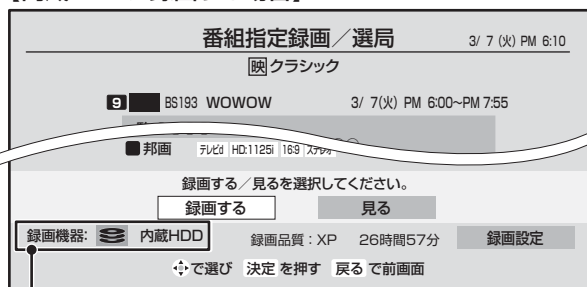 番組指定録画／選局 3/ 7 (火) PM 6:10
映 クラシック
9 BS193 WOWOW 3/ 7(火) PM 6:00~PM 7:55
邦画 テレビd HD:1125i 16:9 ステレオ
録画する／見るを選択してください。
録画する 見る
録画機器: 内蔵HDD 録画品質：XP 26時間57分 録画設定
で選び 決定 を押す 戻る で前画面